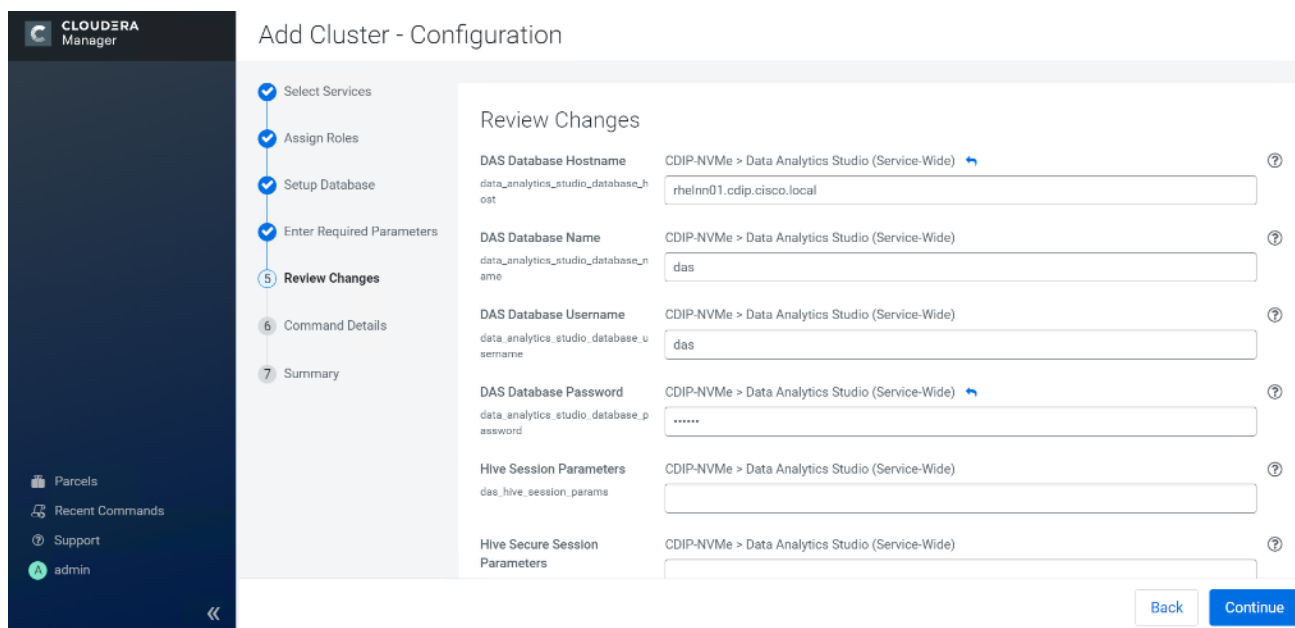 CLOUDERA
Manager
Add Cluster - Configuration
Select Services
Assign Roles
Setup Database
Enter Required Parameters
5 Review Changes
6 Command Details
7 Summary
Parcels
Recent Commands
Support
A admin
Review Changes
DAS Database Hostname
data_analytics_studio_database_h
ost
CDIP-NVMe > Data Analytics Studio (Service-Wide)
rhelnn01.cdip.cisco.local
DAS Database Name
data_analytics_studio_database_n
ame
CDIP-NVMe > Data Analytics Studio (Service-Wide)
das
DAS Database Username
data_analytics_studio_database_u
sername
CDIP-NVMe > Data Analytics Studio (Service-Wide)
das
DAS Database Password
data_analytics_studio_database_p
assword
CDIP-NVMe > Data Analytics Studio (Service-Wide)
••••••
Hive Session Parameters
das_hive_session_params
CDIP-NVMe > Data Analytics Studio (Service-Wide)
Hive Secure Session
Parameters
CDIP-NVMe > Data Analytics Studio (Service-Wide)
Back
Continue